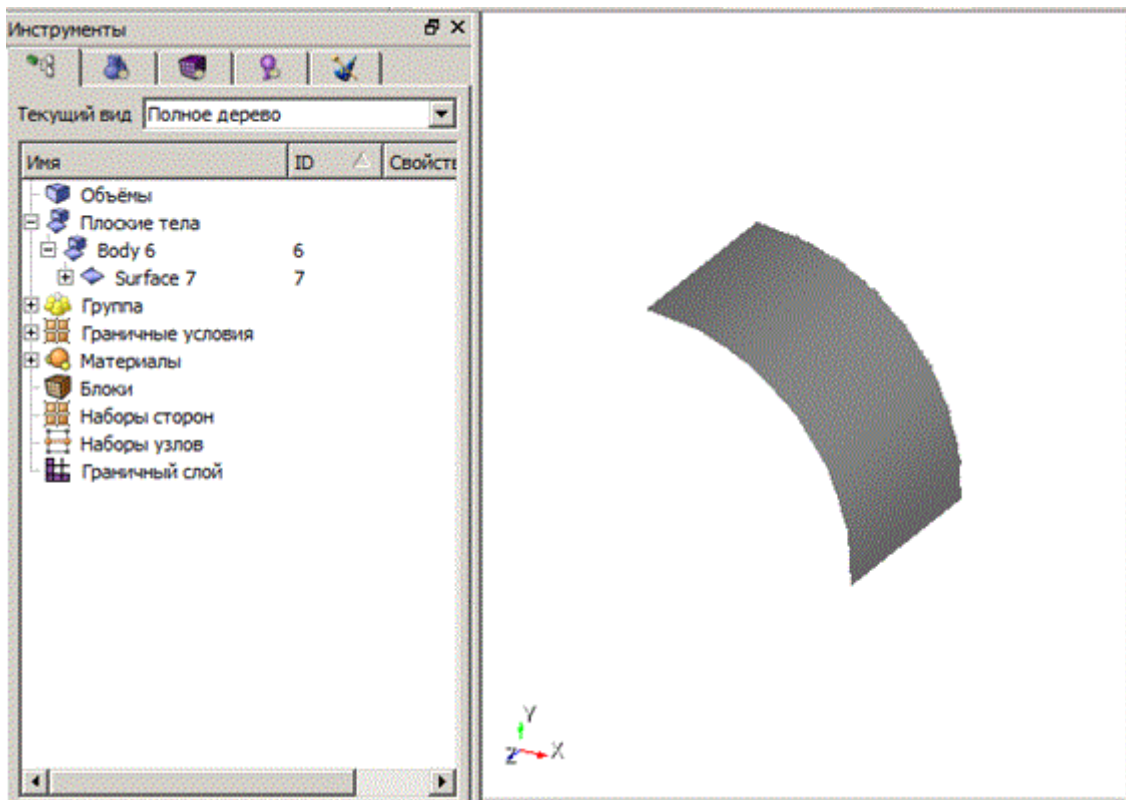 Инструменты
Текущий вид Полное дерево
Имя ID Свойств
Объёмы
Плоские тела
Body 6 6
Surface 7 7
Группа
Граничные условия
Материалы
Блоки
Наборы сторон
Наборы узлов
Граничный слой
Y
Z X